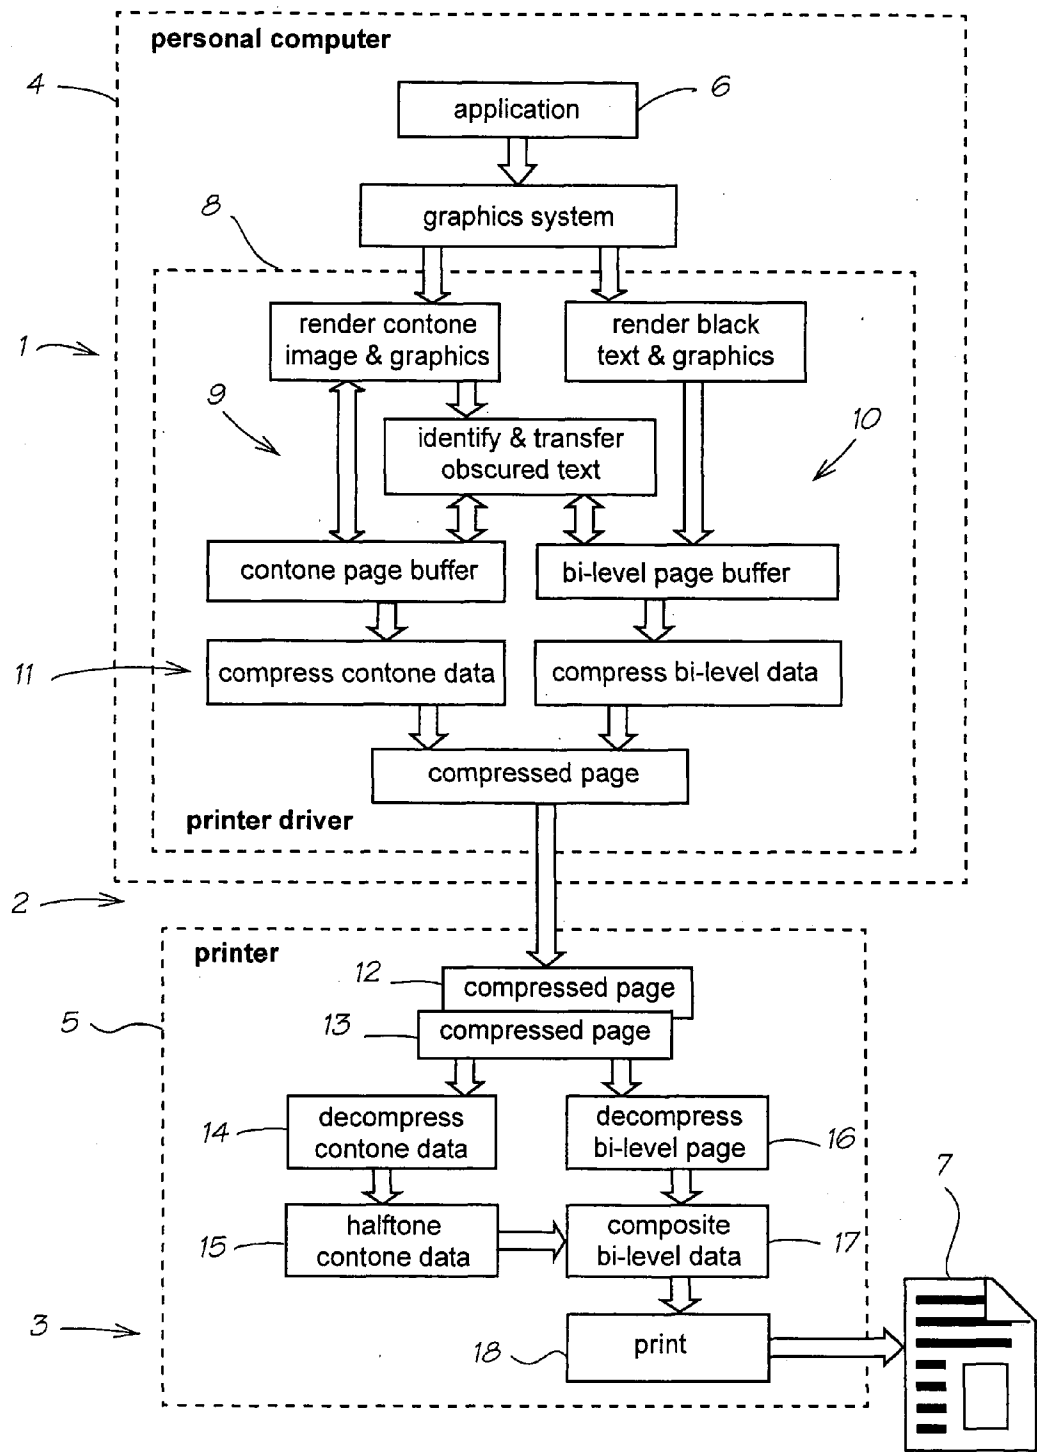 personal computer
4
application
6
graphics system
8
render contone
image & graphics
render black
text & graphics
1
9
identify & transfer
obscured text
10
contone page buffer
bi-level page buffer
11
compress contone data
compress bi-level data
compressed page
printer driver
2
printer
12
compressed page
5
13
compressed page
14
decompress
contone data
decompress
bi-level page
16
7
15
halftone
contone data
composite
bi-level data
17
3
18
print